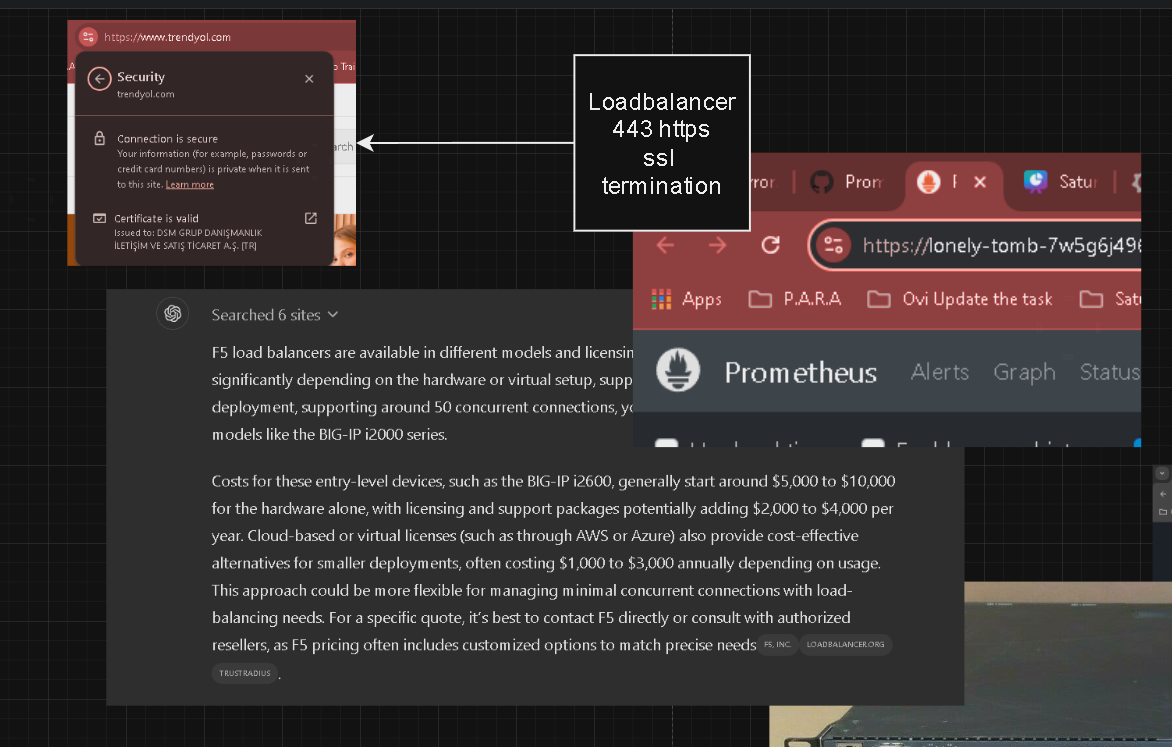 https://www.trendyol.com
Security
trendyol.com
Connection is secure
Your information (for example, passwords or
credit card numbers) is private when it is sent
to this site. Learn more
Certificate is valid
Issued to: DSM GRUP DANIŞMANLIK
İLETİŞİM VE SATIŞ TİCARET A.Ş. [TR]
arch
Loadbalancer
443 https
ssl
termination
rror Prom Satur
https://lonely-tomb-7w5g6j496
Apps P.A.R.A Ovi Update the task Sat
Prometheus Alerts Graph Status
Searched 6 sites
F5 load balancers are available in different models and licensin
significantly depending on the hardware or virtual setup, supp
deployment, supporting around 50 concurrent connections, yo
models like the BIG-IP i2000 series.
Costs for these entry-level devices, such as the BIG-IP i2600, generally start around $5,000 to $10,000
for the hardware alone, with licensing and support packages potentially adding $2,000 to $4,000 per
year. Cloud-based or virtual licenses (such as through AWS or Azure) also provide cost-effective
alternatives for smaller deployments, often costing $1,000 to $3,000 annually depending on usage.
This approach could be more flexible for managing minimal concurrent connections with load-
balancing needs. For a specific quote, it's best to contact F5 directly or consult with authorized
resellers, as F5 pricing often includes customized options to match precise needs F5, INC. LOADBALANCER.ORG
TRUSTRADIUS .